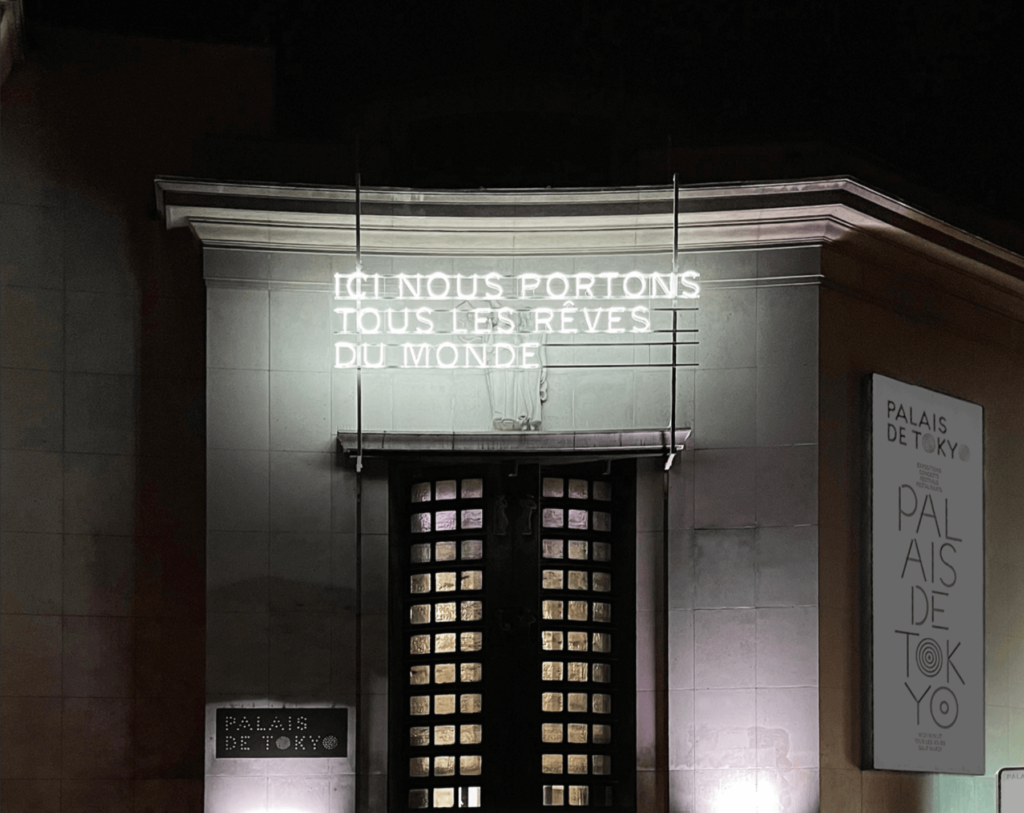 ICI NOUS PORTONS
TOUS LES RÊVES
DU MONDE
PALAIS
DE TOKYO
PALAIS
DE TOKYO
PAL
AIS
DE
TOK
YO